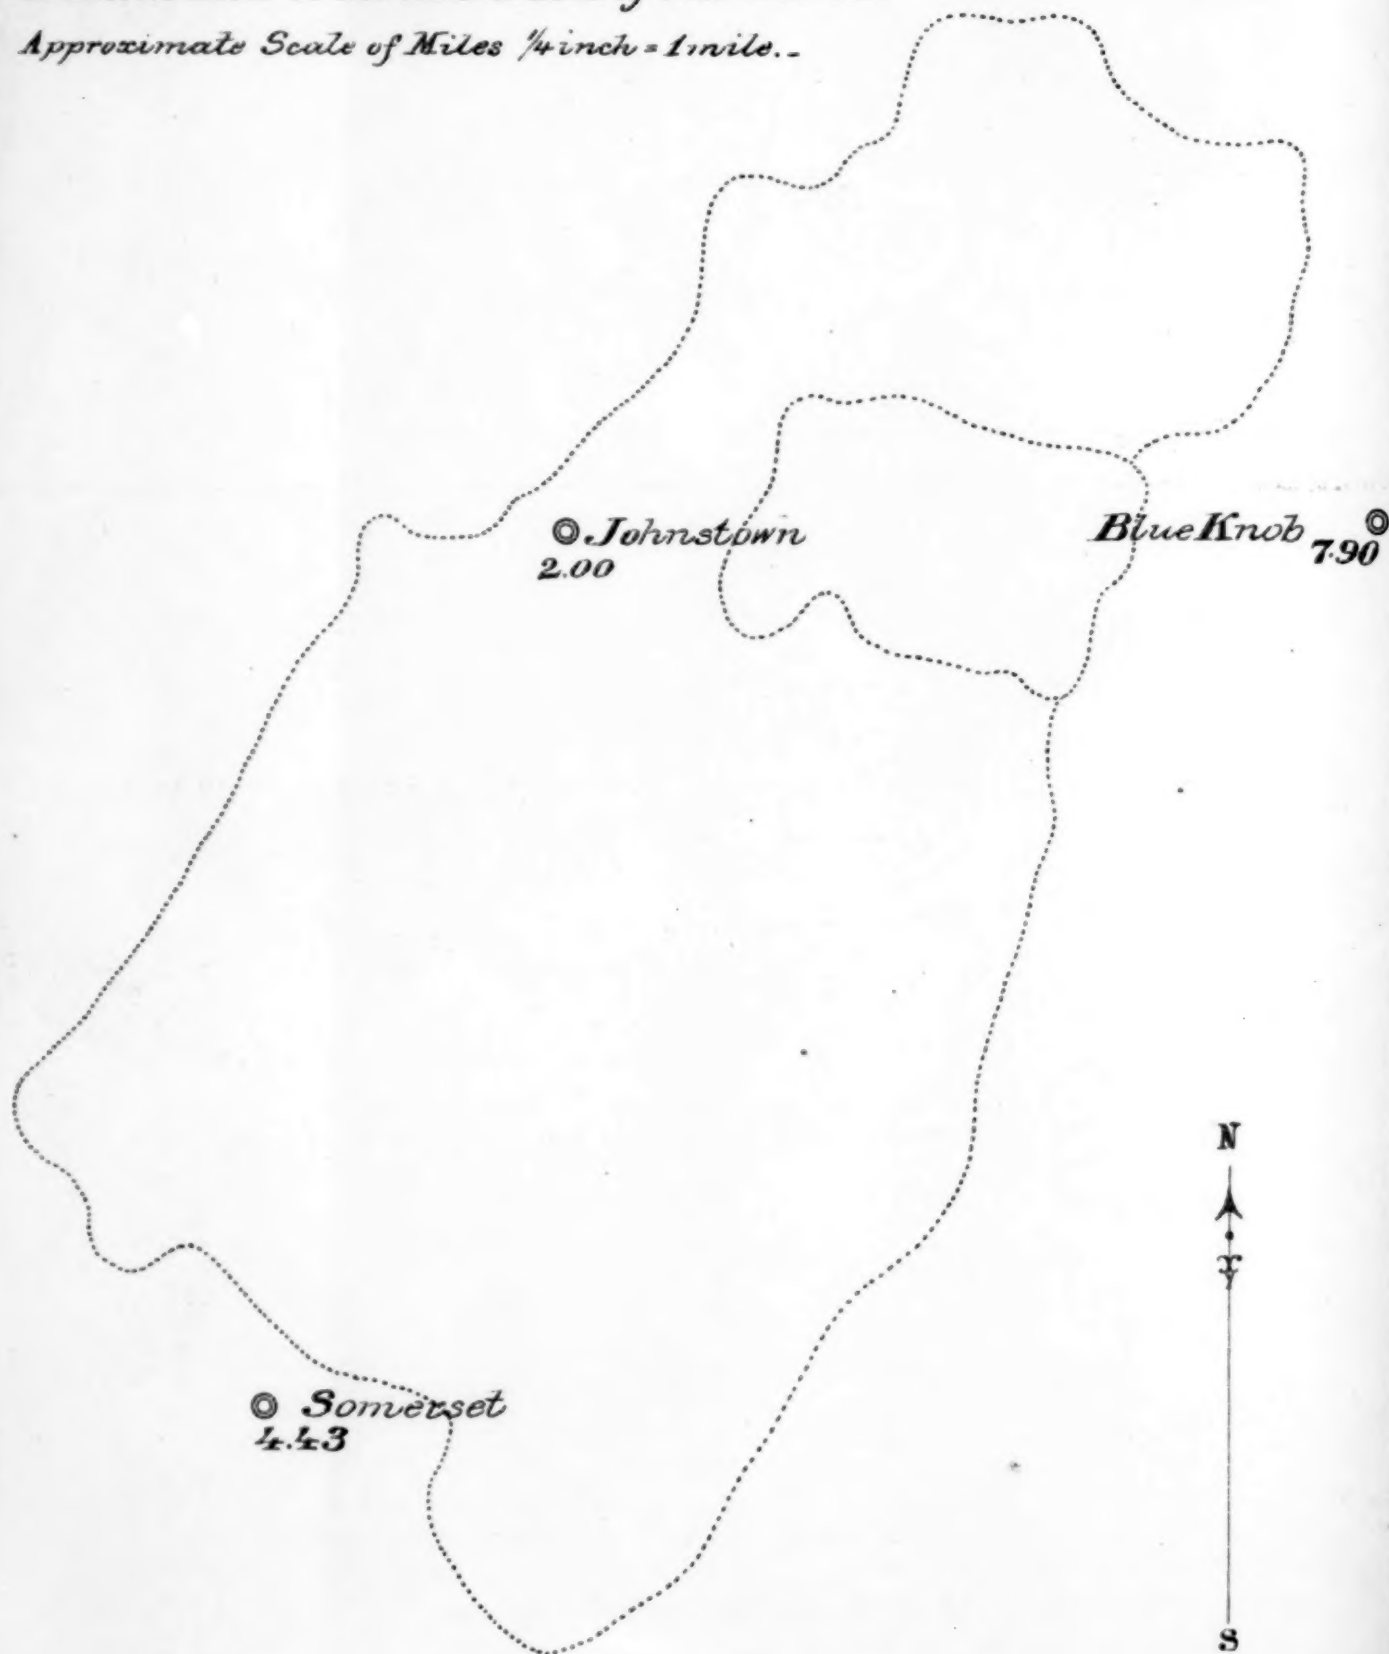 Approximate Scale of Miles 1/4 inch = 1 mile..
Johnstown
2.00
Blue Knob
7.90
N
Somerset
4.43
S